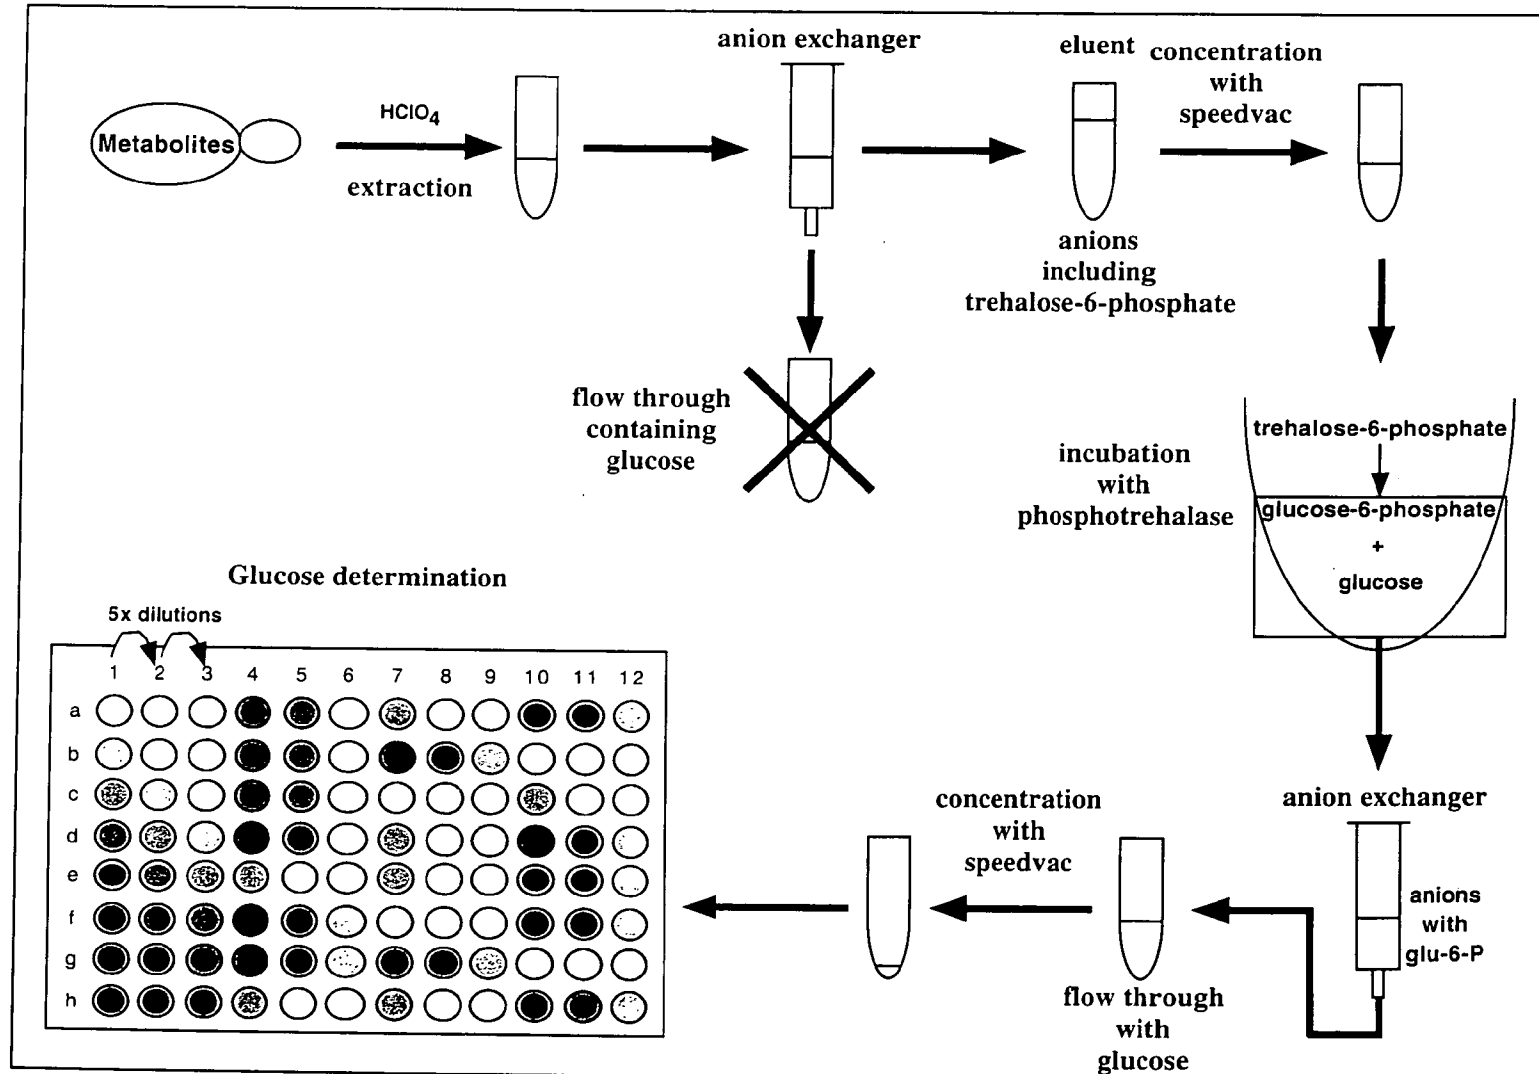 anion exchanger
eluent
concentration
with
speedvac
Metabolites
HClO4
extraction
anions
including
trehalose-6-phosphate
flow through
containing
glucose
incubation
with
phosphotrehalase
trehalose-6-phosphate
glucose-6-phosphate
+
glucose
anion exchanger
anions
with
glu-6-P
flow through
with
glucose
concentration
with
speedvac
Glucose determination
5x dilutions
1 2 3 4 5 6 7 8 9 10 11 12
a
b
c
d
e
f
g
h